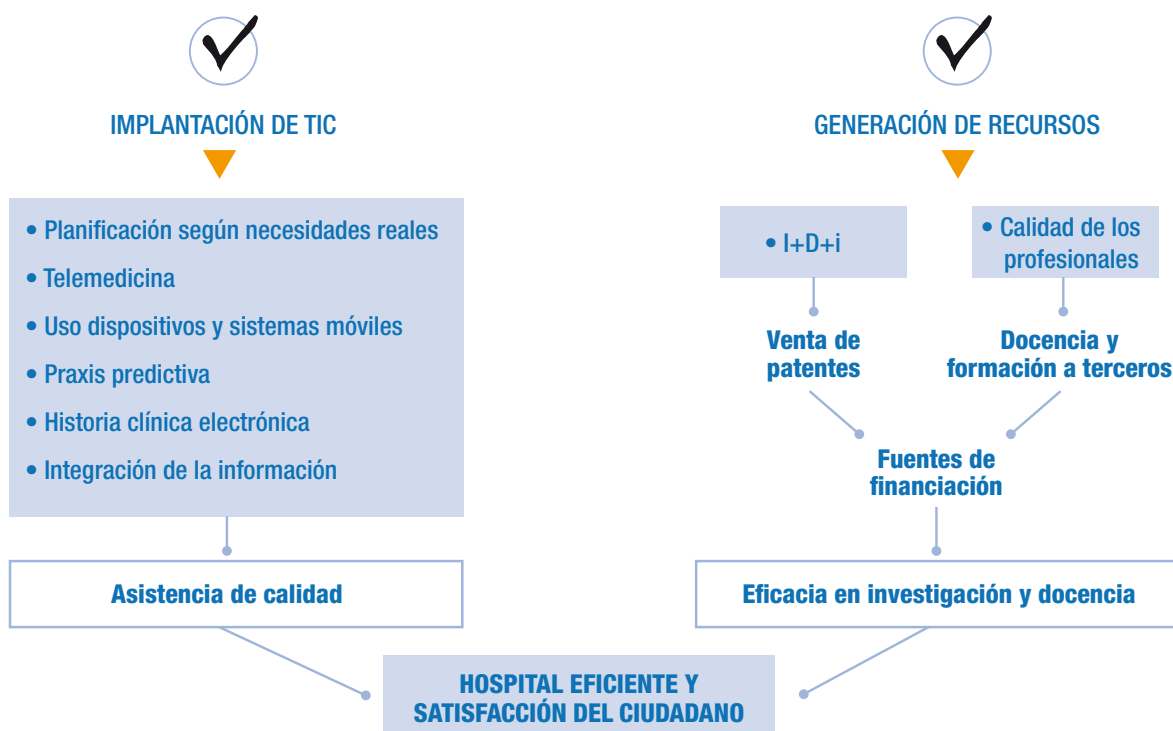 IMPLANTACIÓN DE TIC
• Planificación según necesidades reales
• Telemedicina
• Uso dispositivos y sistemas móviles
• Praxis predictiva
• Historia clínica electrónica
• Integración de la información
Asistencia de calidad
GENERACIÓN DE RECURSOS
• I+D+i
• Calidad de los
profesionales
Venta de
patentes
Docencia y
formación a terceros
Fuentes de
financiación
Eficacia en investigación y docencia
HOSPITAL EFICIENTE Y
SATISFACCIÓN DEL CIUDADANO